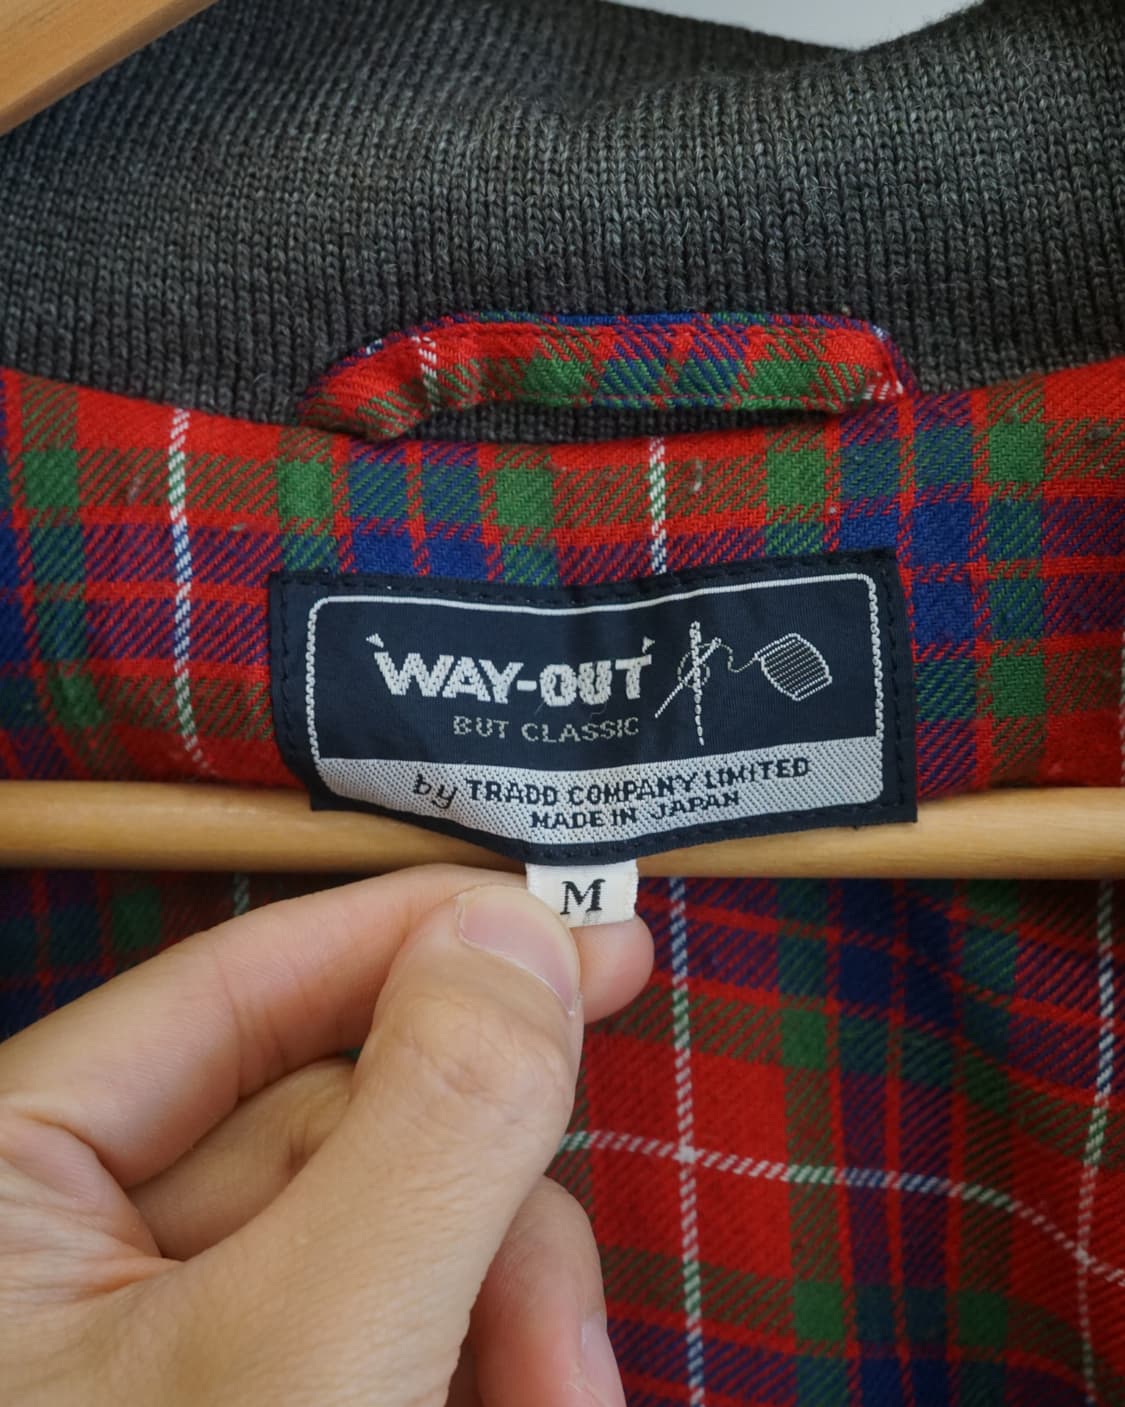 WAY-OUT
BUT CLASSIC
by TRADD COMPANY LIMITED
MADE IN JAPAN
M